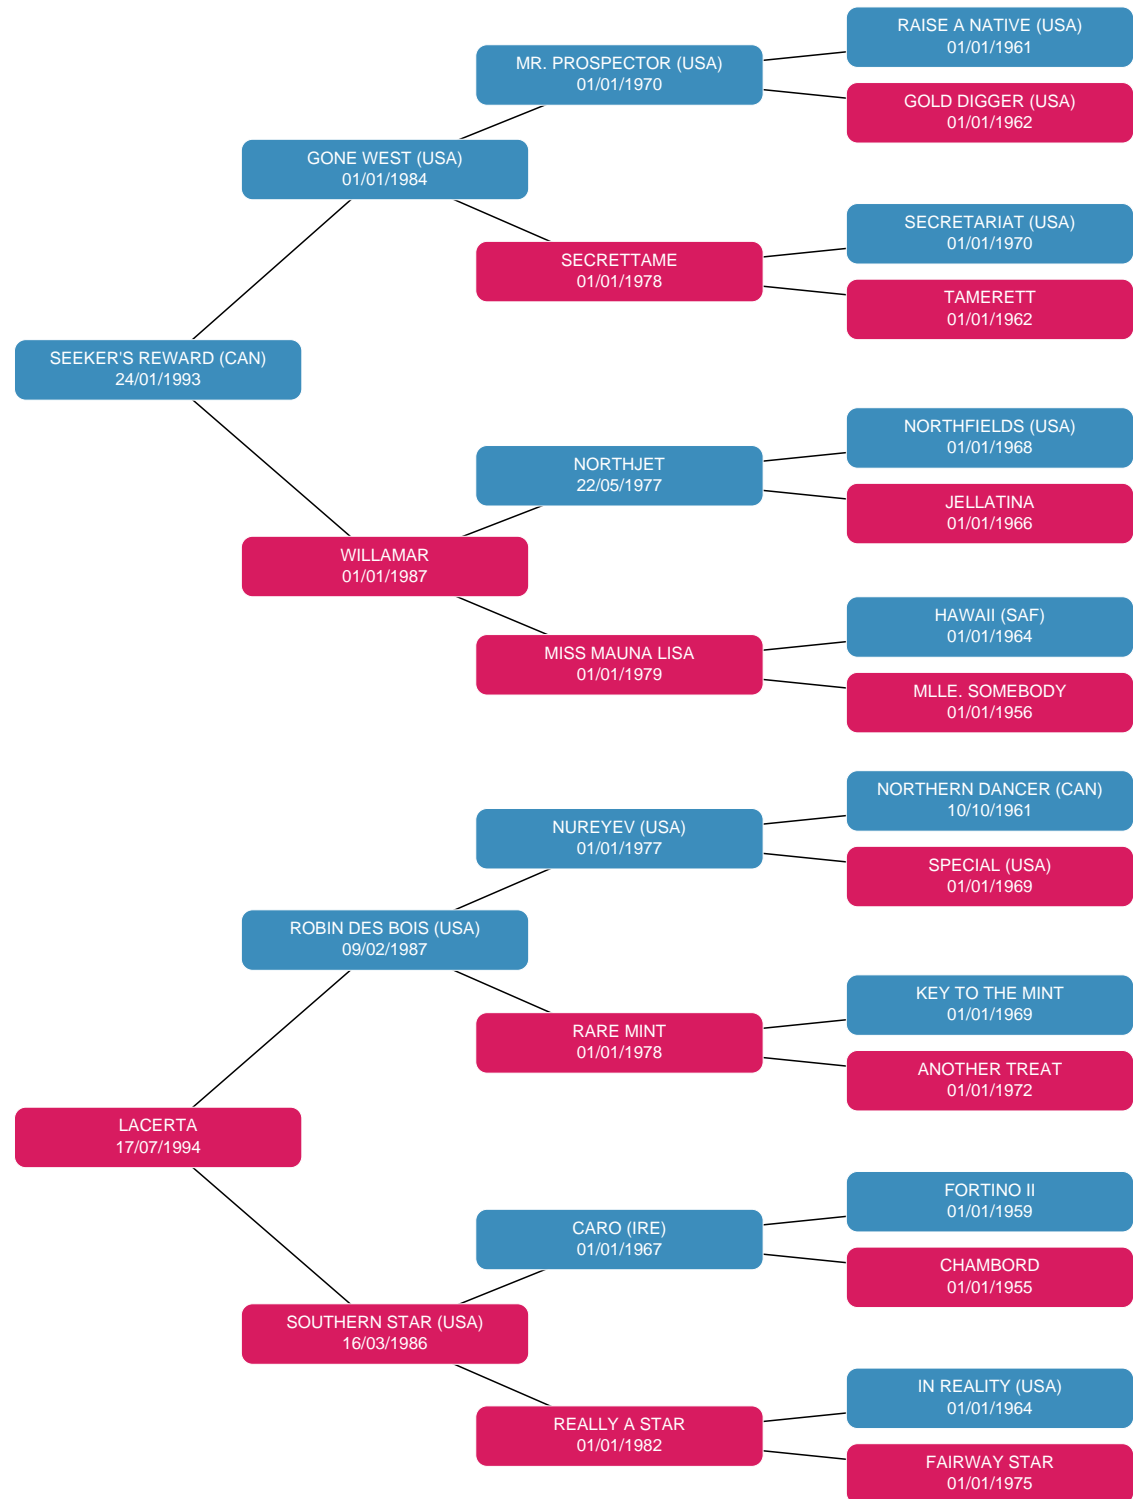 RAISE A NATIVE (USA)
01/01/1961
MR. PROSPECTOR (USA)
01/01/1970
GOLD DIGGER (USA)
01/01/1962
GONE WEST (USA)
01/01/1984
SECRETARIAT (USA)
01/01/1970
SECRETTAME
01/01/1978
TAMERETT
01/01/1962
SEEKER'S REWARD (CAN)
24/01/1993
NORTHFIELDS (USA)
01/01/1968
NORTHJET
22/05/1977
JELLATINA
01/01/1966
WILLAMAR
01/01/1987
HAWAII (SAF)
01/01/1964
MISS MAUNA LISA
01/01/1979
MLLE. SOMEBODY
01/01/1956
NORTHERN DANCER (CAN)
10/10/1961
NUREYEV (USA)
01/01/1977
SPECIAL (USA)
01/01/1969
ROBIN DES BOIS (USA)
09/02/1987
KEY TO THE MINT
01/01/1969
RARE MINT
01/01/1978
ANOTHER TREAT
01/01/1972
LACERTA
17/07/1994
FORTINO II
01/01/1959
CARO (IRE)
01/01/1967
CHAMBORD
01/01/1955
SOUTHERN STAR (USA)
16/03/1986
IN REALITY (USA)
01/01/1964
REALLY A STAR
01/01/1982
FAIRWAY STAR
01/01/1975